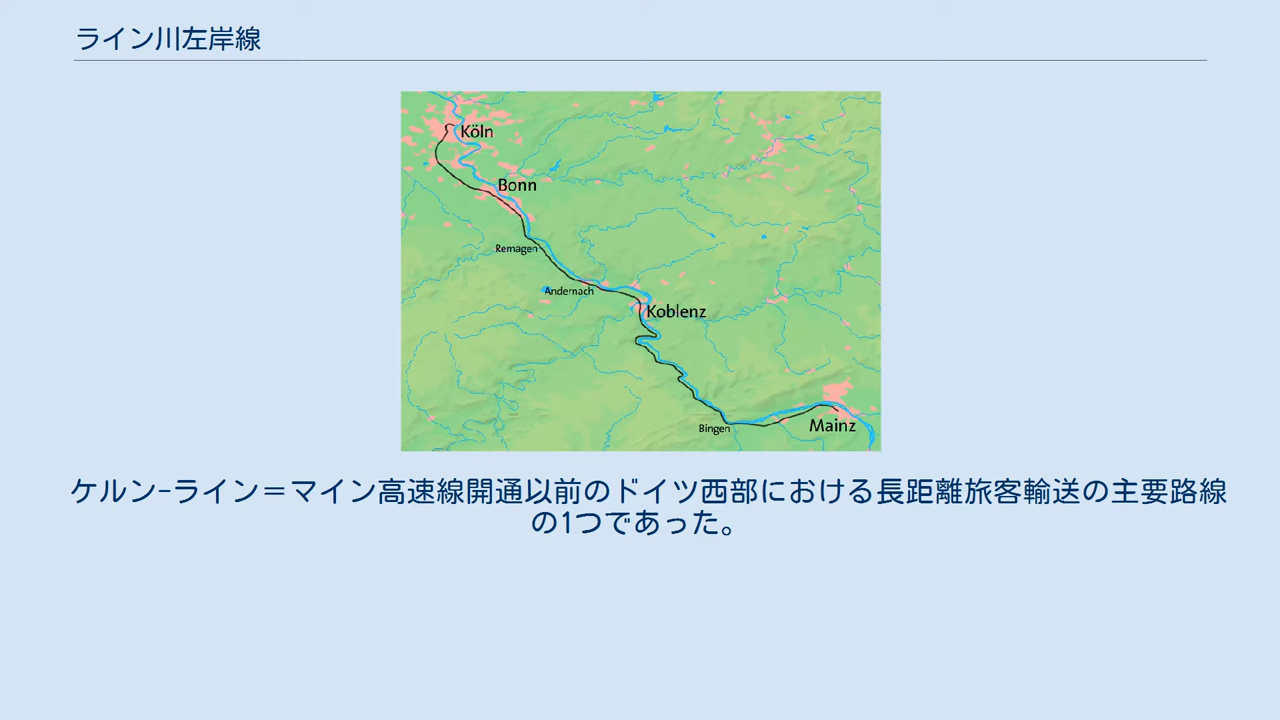 ライン川左岸線
Köln
Bonn
Remagen
Andernach
Koblenz
Bingen
Mainz
ケルン-ライン＝マイン高速線開通以前のドイツ西部における長距離旅客輸送の主要路線
の1つであった。